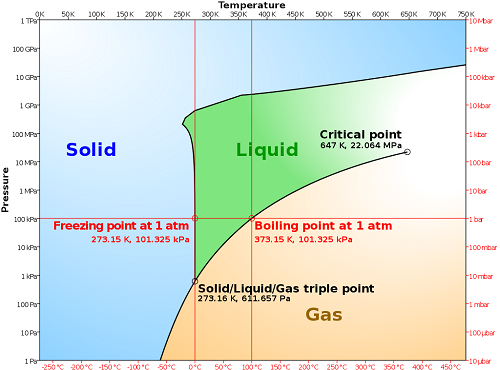 Temperature
0K 50K 100K 150K 200K 250K 300K 350K 400K 450K 500K 550K 600K 650K 750K
1 TPa
100 GPa
10 GPa
1 GPa
100 MPa
10 MPa
1 MPa
100 kPa
10 kPa
1 kPa
100 Pa
10 Pa
1 Pa
Pressure
10 Mbar
1 Mbar
100 kbar
10 kbar
1 kbar
100 bar
10 bar
1 bar
100 mbar
10 mbar
1 mbar
100 µbar
10 µbar
Solid
Liquid
Critical point
647 K, 22.064 MPa
Freezing point at 1 atm
273.15 K, 101.325 kPa
Boiling point at 1 atm
373.15 K, 101.325 kPa
Solid/Liquid/Gas triple point
273.16 K, 611.657 Pa
Gas
-250°C -200°C -150°C -100°C -50°C 0°C 50°C 100°C 150°C 200°C 250°C 300°C 350°C 400°C 450°C